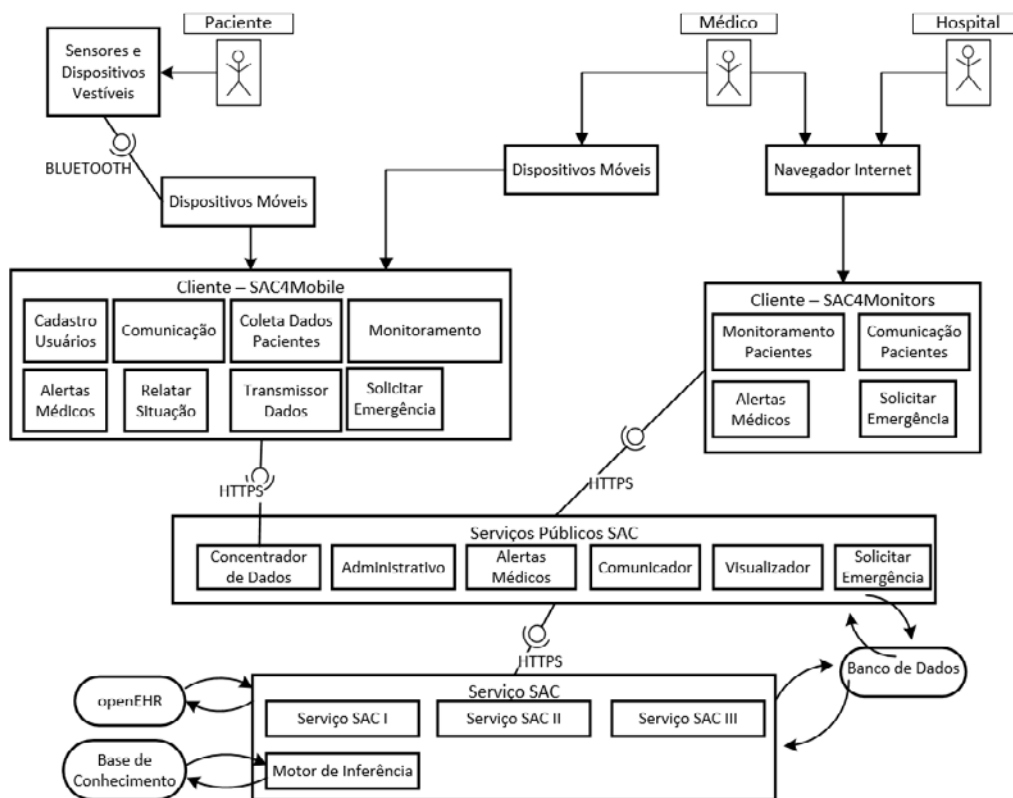 Paciente
Médico
Hospital
Sensores e
Dispositivos
Vestíveis
BLUETOOTH
Dispositivos Móveis
Dispositivos Móveis
Navegador Internet
Cliente – SAC4Mobile
Cadastro
Usuários
Comunicação
Coleta Dados
Pacientes
Monitoramento
Alertas
Médicos
Relatar
Situação
Transmissor
Dados
Solicitar
Emergência
Cliente – SAC4Monitors
Monitoramento
Pacientes
Comunicação
Pacientes
Alertas
Médicos
Solicitar
Emergência
HTTPS
HTTPS
Serviços Públicos SAC
Concentrador
de Dados
Administrativo
Alertas
Médicos
Comunicador
Visualizador
Solicitar
Emergência
HTTPS
Banco de Dados
openEHR
Serviço SAC
Serviço SAC I
Serviço SAC II
Serviço SAC III
Base de
Conhecimento
Motor de Inferência